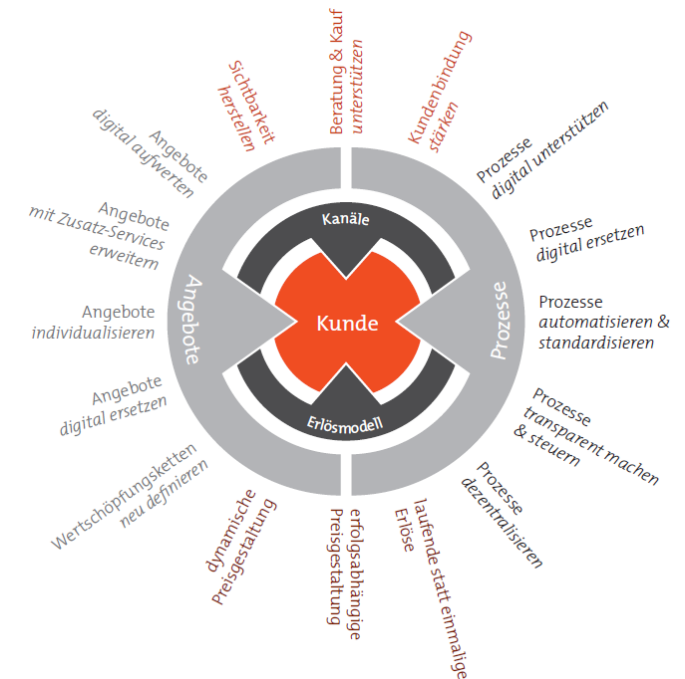 Beratung & Kauf
unterstützen
Kundenbindung
stärken
Prozesse
digital unterstützen
Prozesse
digital ersetzen
Prozesse
automatisieren &
standardisieren
Prozesse
transparent machen
& steuern
Prozesse
dezentralisieren
laufende statt einmalige
Erlöse
erfolgsabhängige
Preisgestaltung
dynamische
Preisgestaltung
Wertschöpfungsketten
neu definieren
Angebote
digital ersetzen
Angebote
individualisieren
Angebote
mit Zusatz-Services
erweitern
Angebote
digital aufwerten
Sichtbarkeit
herstellen
Kanäle
Angebote
Kunde
Prozesse
Erlösmodell